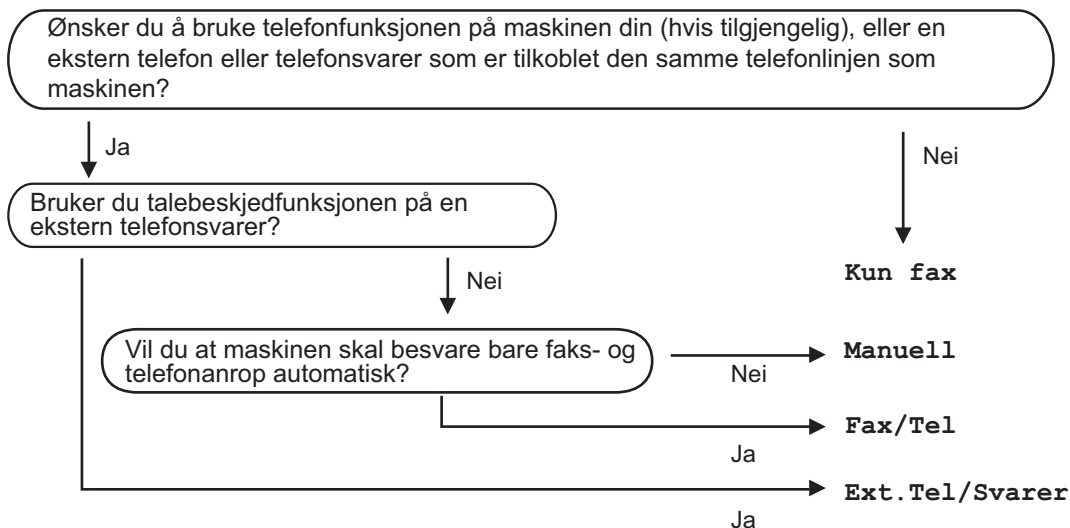 Ønsker du å bruke telefonfunksjonen på maskinen din (hvis tilgjengelig), eller en
ekstern telefon eller telefonsvarer som er tilkoblet den samme telefonlinjen som
maskinen?
Ja
Nei
Bruker du talebeskjedfunksjonen på en
ekstern telefonsvarer?
Kun fax
Nei
Vil du at maskinen skal besvare bare faks- og
telefonanrop automatisk?
Manuell
Nei
Fax/Tel
Ja
Ext.Tel/Svarer
Ja